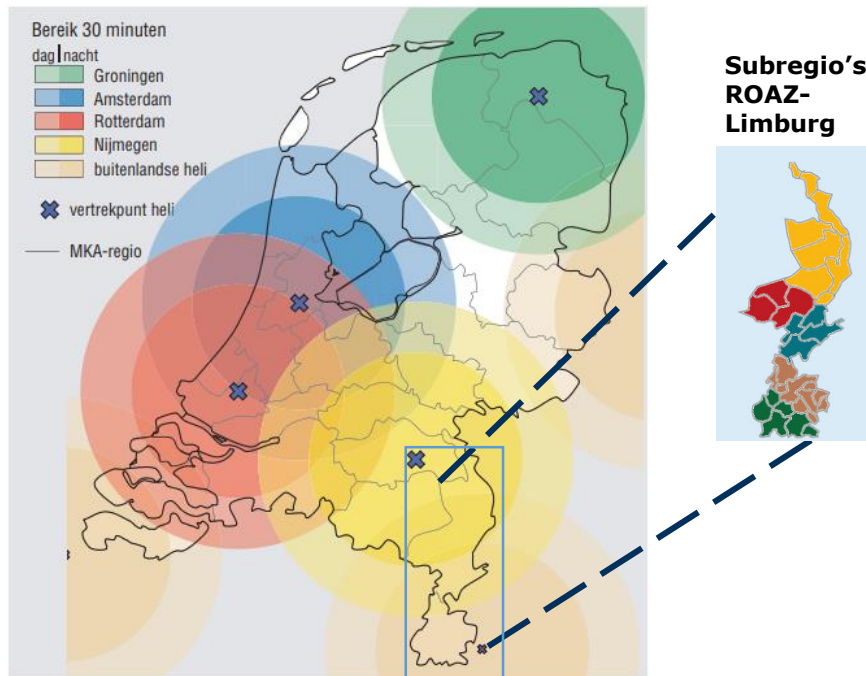 Bereik 30 minuten
dag nacht
Groningen
Amsterdam
Rotterdam
Nijmegen
buitenlandse heli
vertrekpunt heli
MKA-regio
Subregio's
ROAZ-
Limburg